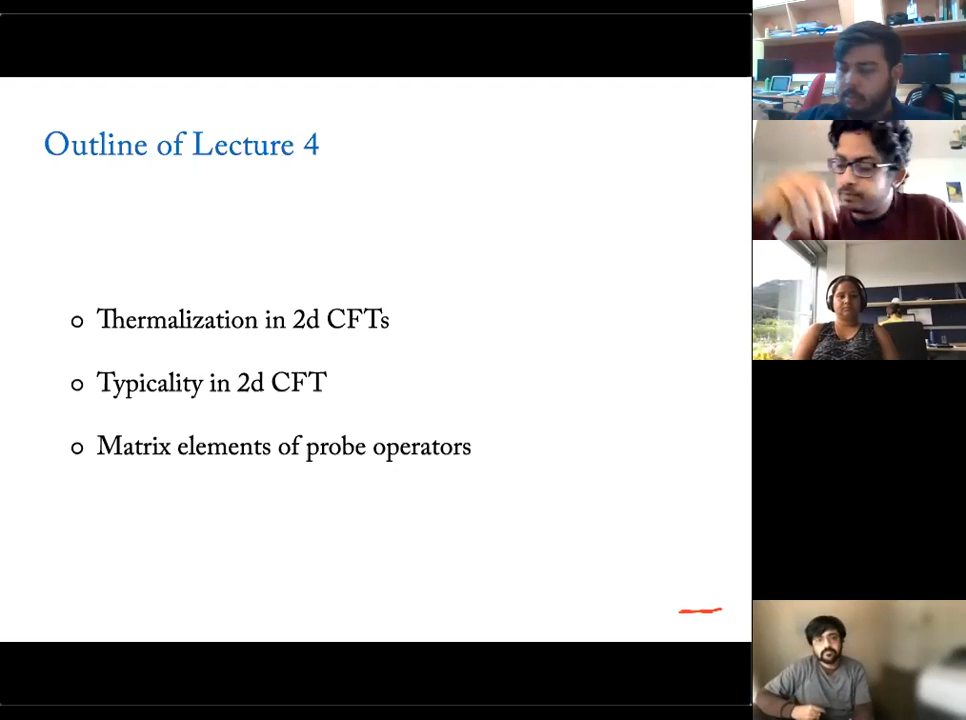 Outline of Lecture 4
Thermalization in 2d CFTs
Typicality in 2d CFT
Matrix elements of probe operators